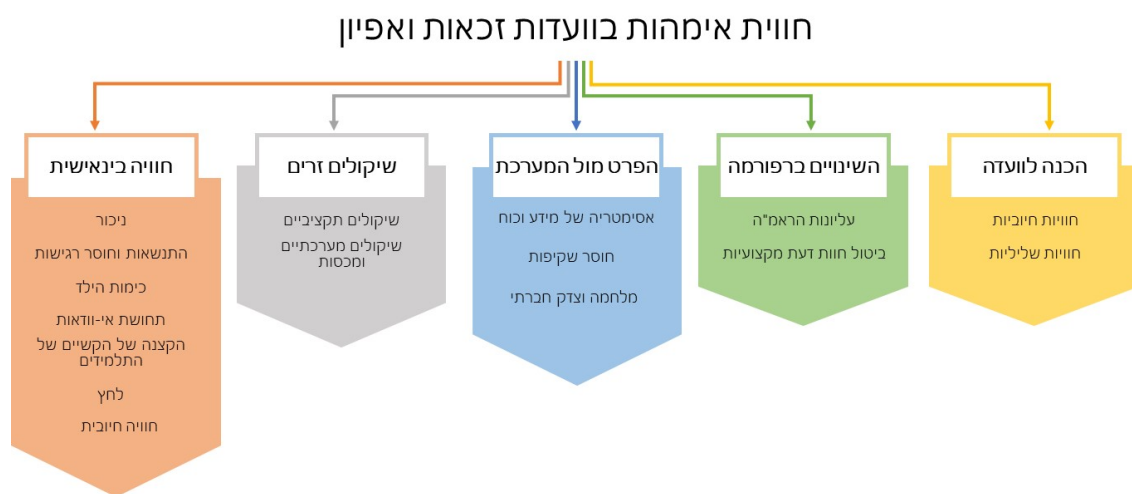 חווית אימהות בוועדות זכאות ואפיון
הכנה לוועדה
חוויות חיוביות
חוויות שליליות
השינויים ברפורמה
עליונות הראמ"ה
ביטול חוות דעת מקצועיות
הפרט מול המערכת
אסימטריה של מידע וכוח
חוסר שקיפות
מלחמה וצדק חברתי
שיקולים זרים
שיקולים תקציביים
שיקולים מערכתיים
ומכסות
חוויה בינאישית
ניכור
התנשאות וחוסר רגישות
כימות הילד
תחושת אי-וודאות
הקצנה של הקשיים של
התלמידים
לחץ
חוויה חיובית